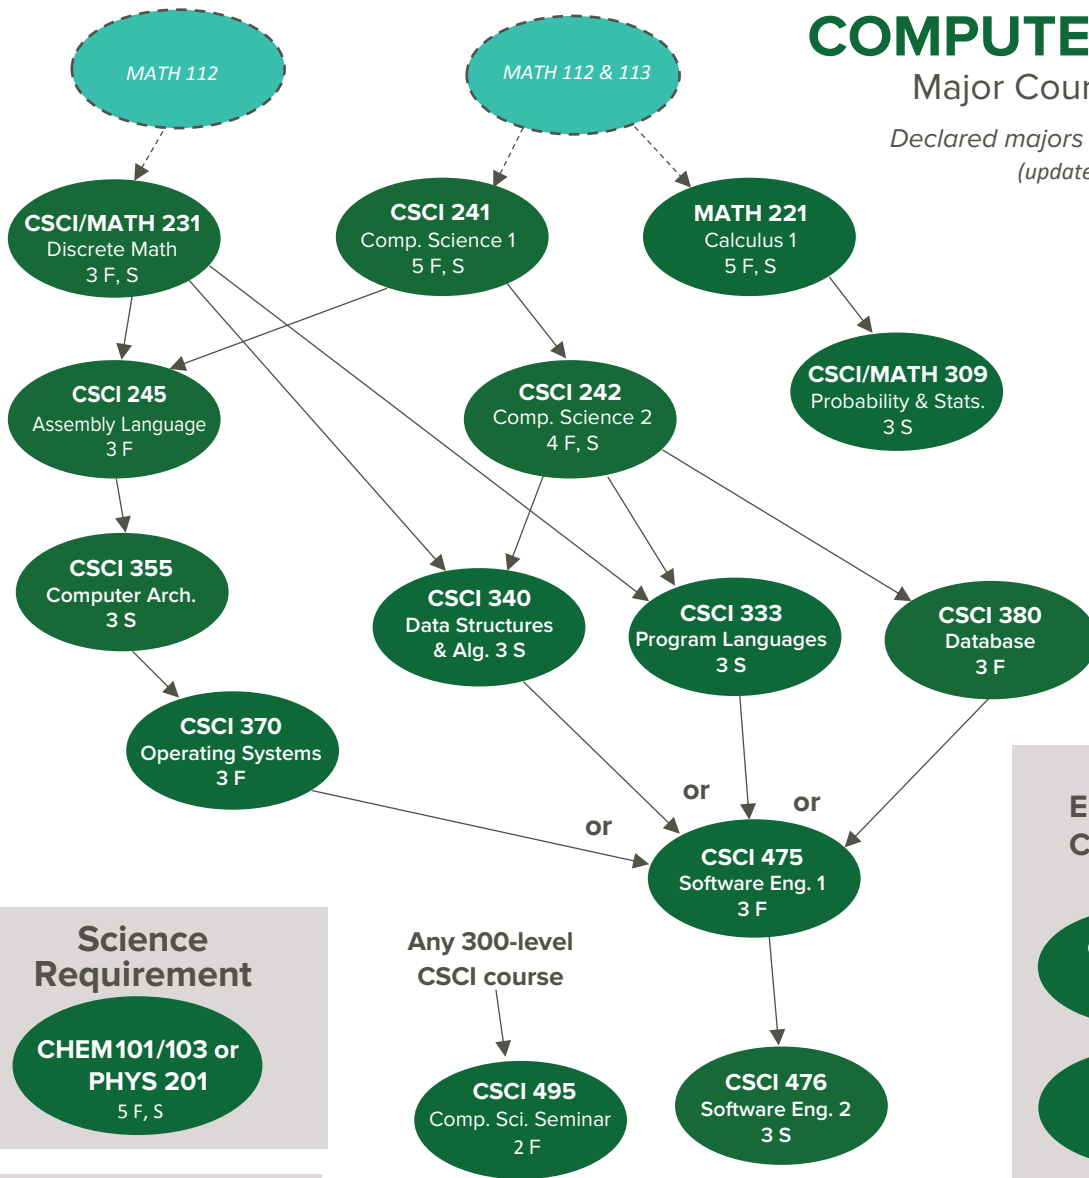 COMPUTE
Major Cour
Declared majors
(update
MATH 112
MATH 112 & 113
CSCI/MATH 231
Discrete Math
3 F, S
CSCI 241
Comp. Science 1
5 F, S
MATH 221
Calculus 1
5 F, S
CSCI 245
Assembly Language
3 F
CSCI 242
Comp. Science 2
4 F, S
CSCI/MATH 309
Probability & Stats.
3 S
CSCI 355
Computer Arch.
3 S
CSCI 340
Data Structures
& Alg. 3 S
CSCI 333
Program Languages
3 S
CSCI 380
Database
3 F
CSCI 370
Operating Systems
3 F
or
or
or
CSCI 475
Software Eng. 1
3 F
E
C
Science
Requirement
CHEM101/103 or
PHYS 201
5 F, S
Any 300-level
CSCI course
CSCI 495
Comp. Sci. Seminar
2 F
CSCI 476
Software Eng. 2
3 S